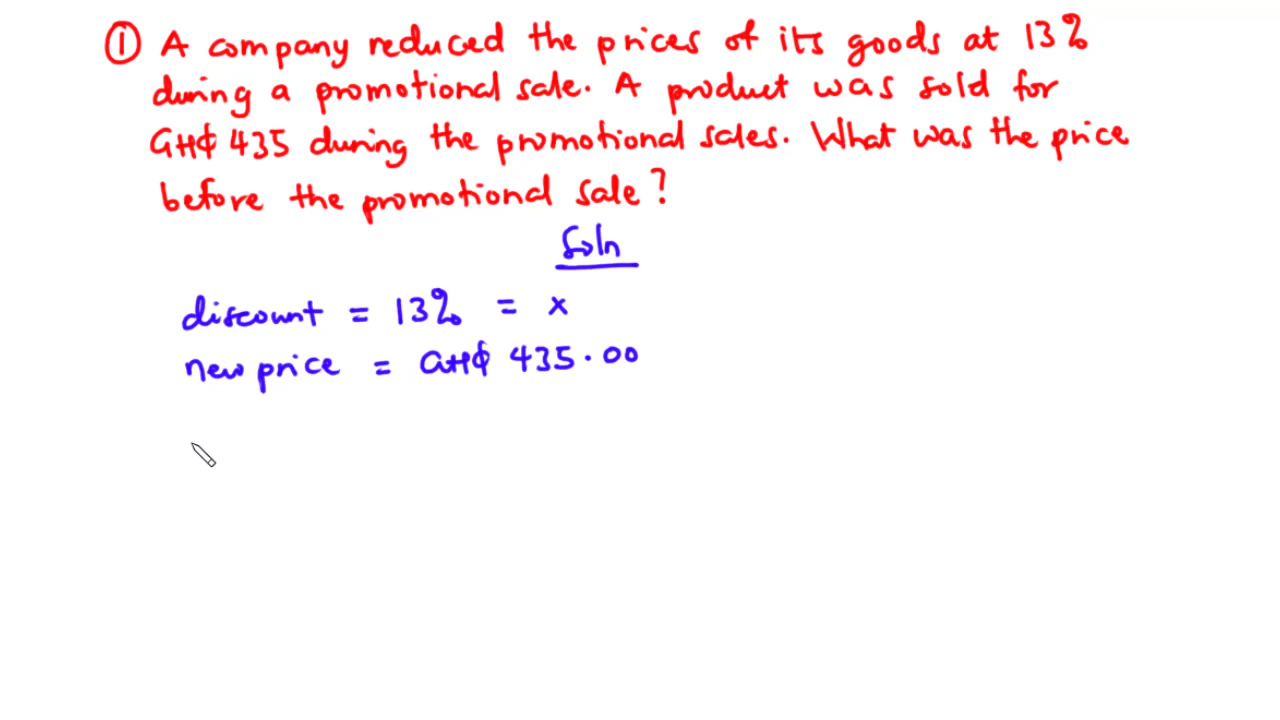 ① A company reduced the prices of its goods at 13%
during a promotional sale. A product was sold for
GH₵ 435 during the promotional sales. What was the price
before the promotional sale?
Soln
discount = 13% = x
new price = GH₵ 435.00